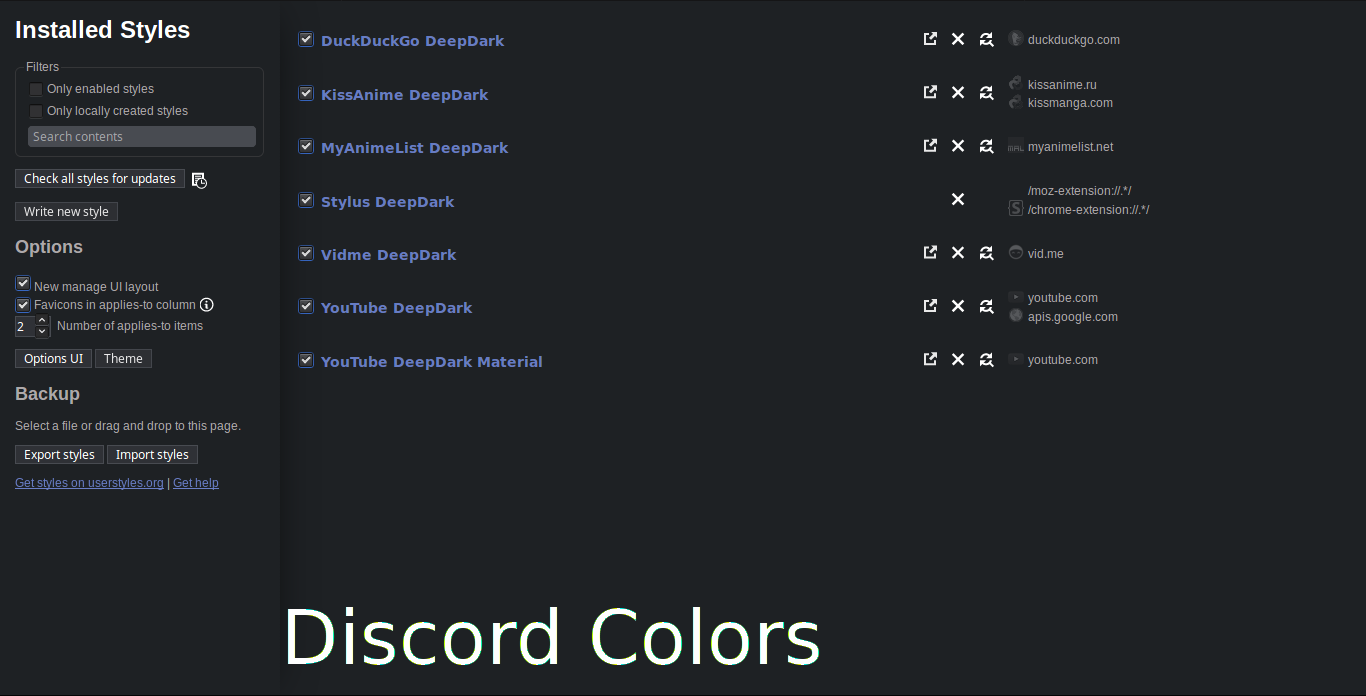 Installed Styles
Filters
Only enabled styles
Only locally created styles
Search contents
Check all styles for updates
Write new style
Options
New manage UI layout
Favicons in applies-to column
2 Number of applies-to items
Options UI Theme
Backup
Select a file or drag and drop to this page.
Export styles Import styles
Get styles on userstyles.org | Get help
DuckDuckGo DeepDark duckduckgo.com
KissAnime DeepDark kissanime.ru
kissmanga.com
MyAnimeList DeepDark MAL myanimelist.net
Stylus DeepDark /moz-extension://.*/
S /chrome-extension://.*/
Vidme DeepDark vid.me
YouTube DeepDark youtube.com
apis.google.com
YouTube DeepDark Material youtube.com
Discord Colors